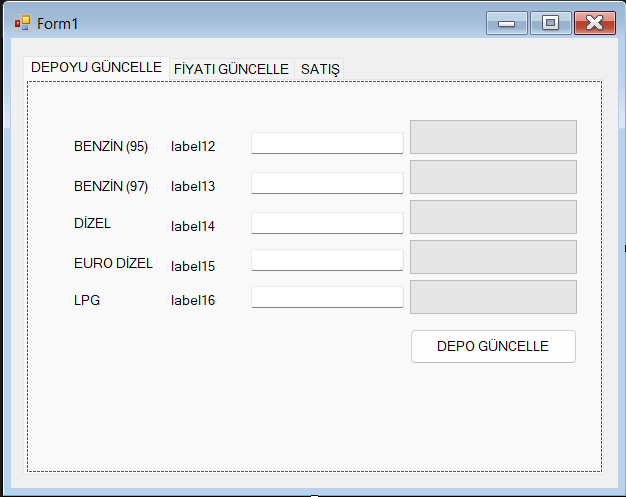 Form1
DEPOYU GÜNCELLE FİYATI GÜNCELLE SATIŞ
BENZİN (95) label12
BENZİN (97) label13
DİZEL label14
EURO DİZEL label15
LPG label16
DEPO GÜNCELLE